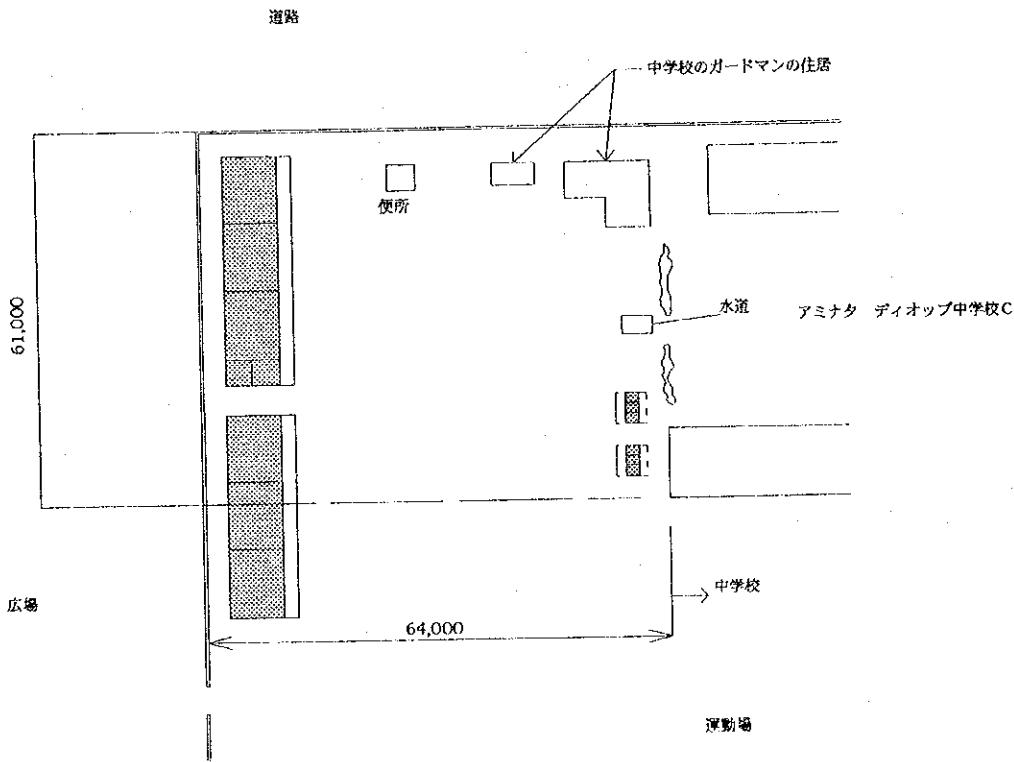 道路
中学校のガードマンの住居
便所
61,000
水道
アミナタ ディオップ中学校C
広場
中学校
64,000
運動場